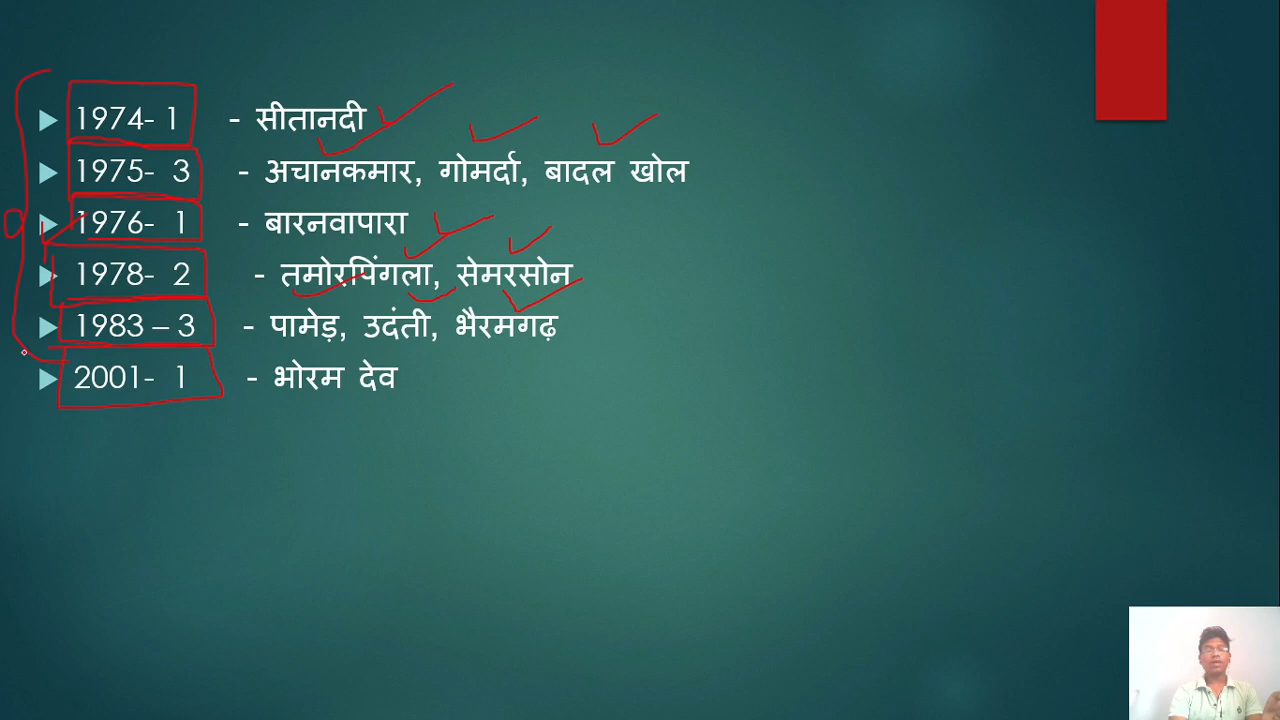 1974- 1 - सीतानदी
1975- 3 - अचानकमार, गोमर्दा, बादल खोल
1976- 1 - बारनवापारा
1978- 2 - तमोरपिंगला, सेमरसोन
1983 – 3 - पामेड़, उदंती, भैरमगढ़
2001- 1 - भोरम देव